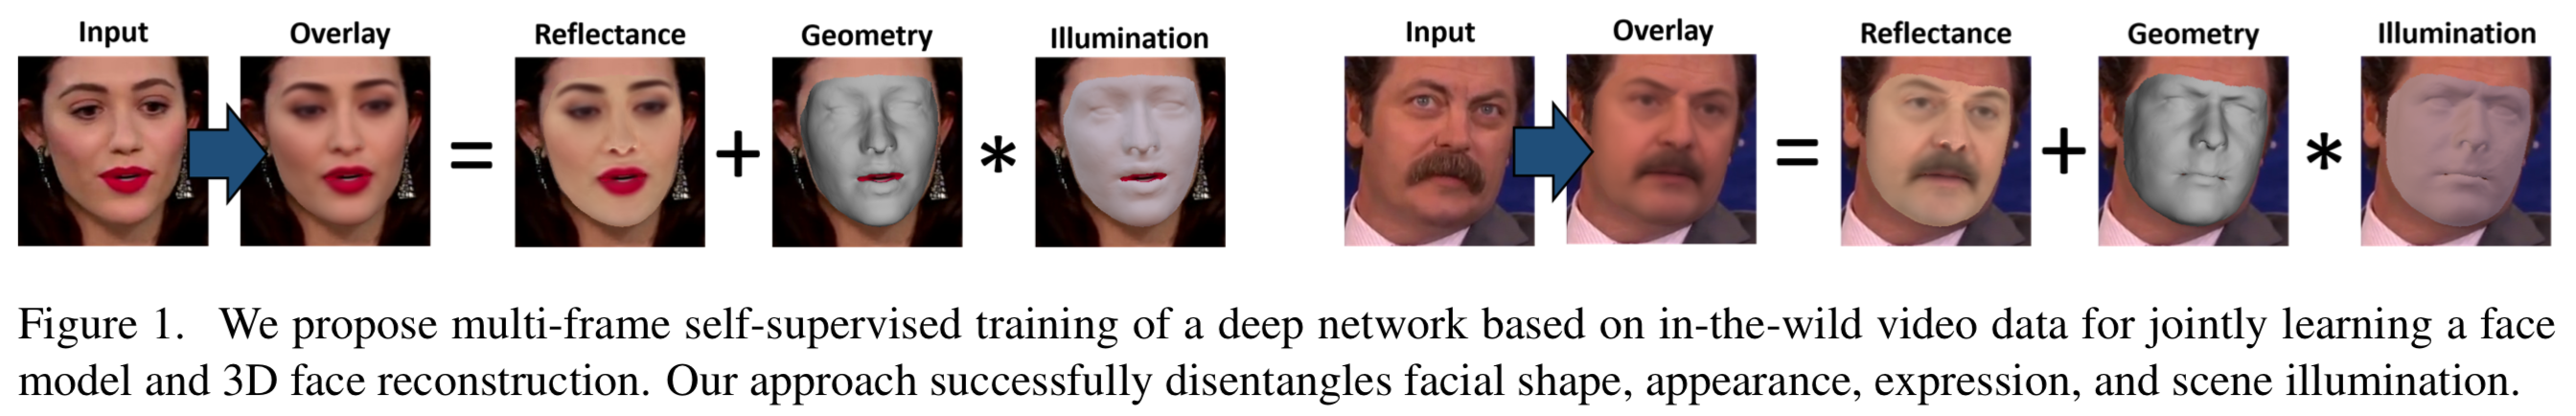 Input Overlay Reflectance Geometry Illumination Input Overlay Reflectance Geometry Illumination
= + * = + *
Figure 1. We propose multi-frame self-supervised training of a deep network based on in-the-wild video data for jointly learning a face
model and 3D face reconstruction. Our approach successfully disentangles facial shape, appearance, expression, and scene illumination.